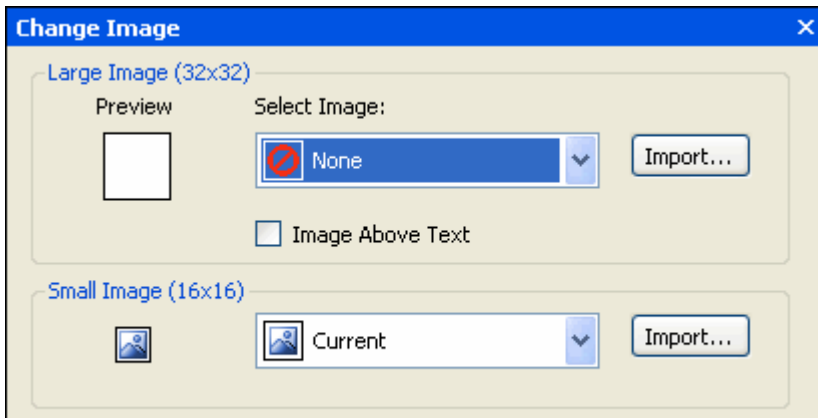 Change Image
Large Image (32x32)
Preview
Select Image:
None
Import...
Image Above Text
Small Image (16x16)
Current
Import...